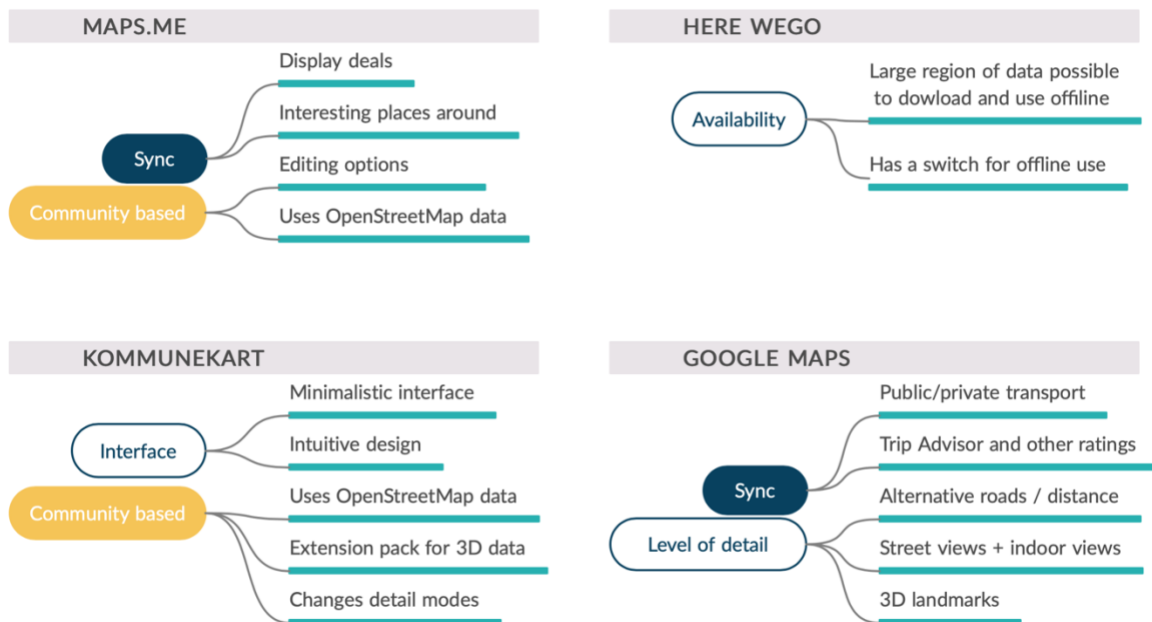 MAPS.ME
Display deals
Interesting places around
Sync
Editing options
Community based
Uses OpenStreetMap data
HERE WEGO
Large region of data possible
to dowload and use offiline
Availability
Has a switch for offline use
KOMMUNEKART
Minimalistic interface
Interface
Intuitive design
Uses OpenStreetMap data
Community based
Extension pack for 3D data
Changes detail modes
GOOGLE MAPS
Public/private transport
Trip Advisor and other ratings
Sync
Alternative roads / distance
Level of detail
Street views + indoor views
3D landmarks